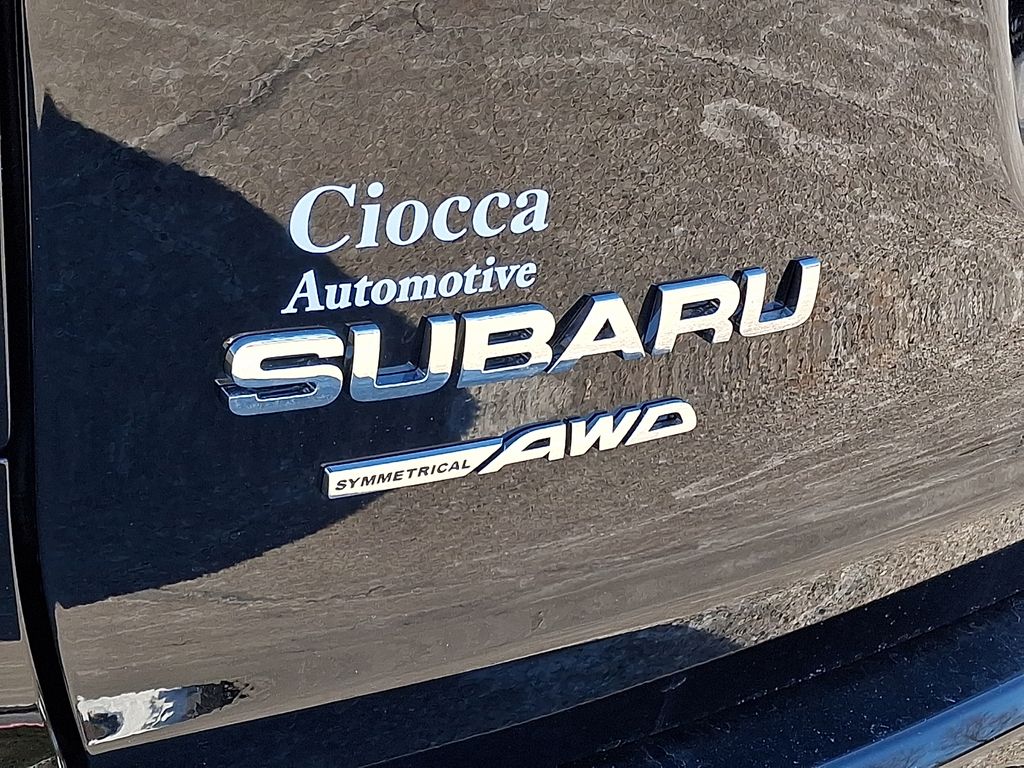 Ciocca
Automotive
SUBARU
SYMMETRICAL AWD